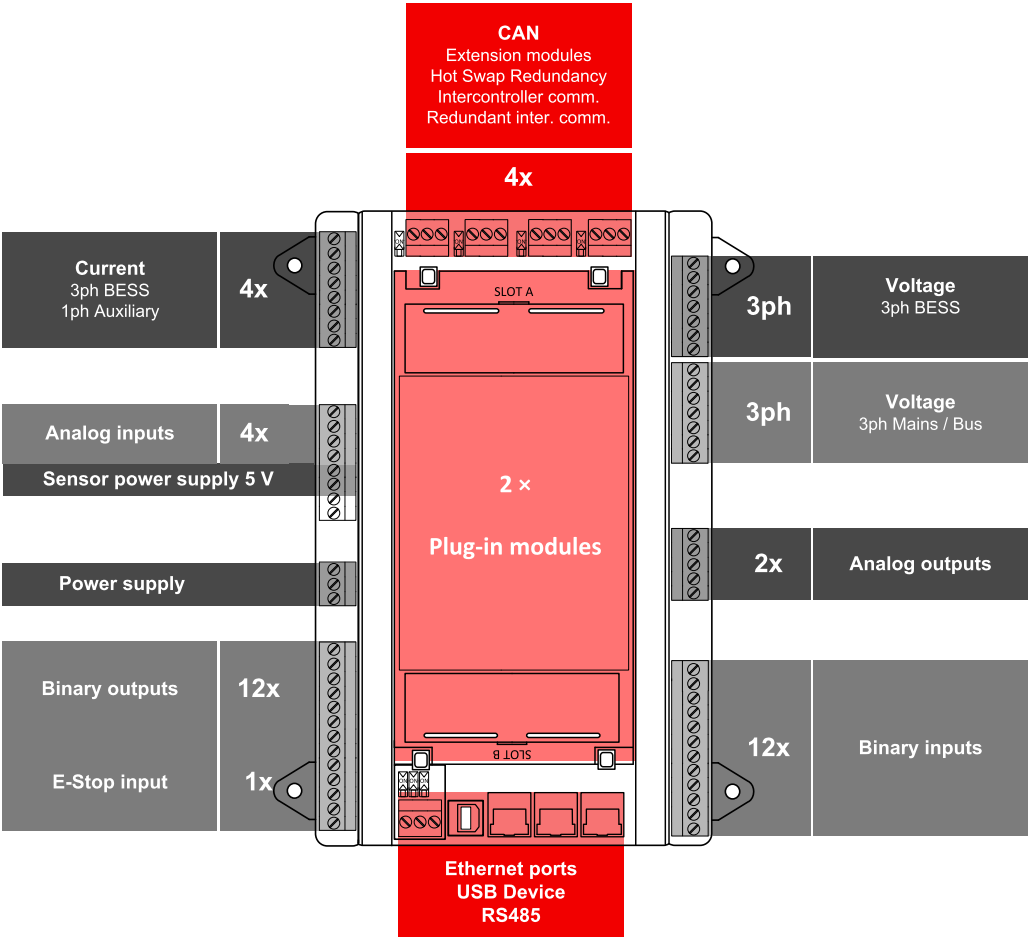 CAN
Extension modules
Hot Swap Redundancy
Intercontroller comm.
Redundant inter. comm.
4x
Current
3ph BESS
1ph Auxiliary
4x
Analog inputs
4x
Sensor power supply 5 V
Power supply
Binary outputs
12x
E-Stop input
1x
SLOT A
2 ×
Plug-in modules
SLOT B
3ph
Voltage
3ph BESS
3ph
Voltage
3ph Mains / Bus
2x
Analog outputs
12x
Binary inputs
ON
ON
ON
Ethernet ports
USB Device
RS485